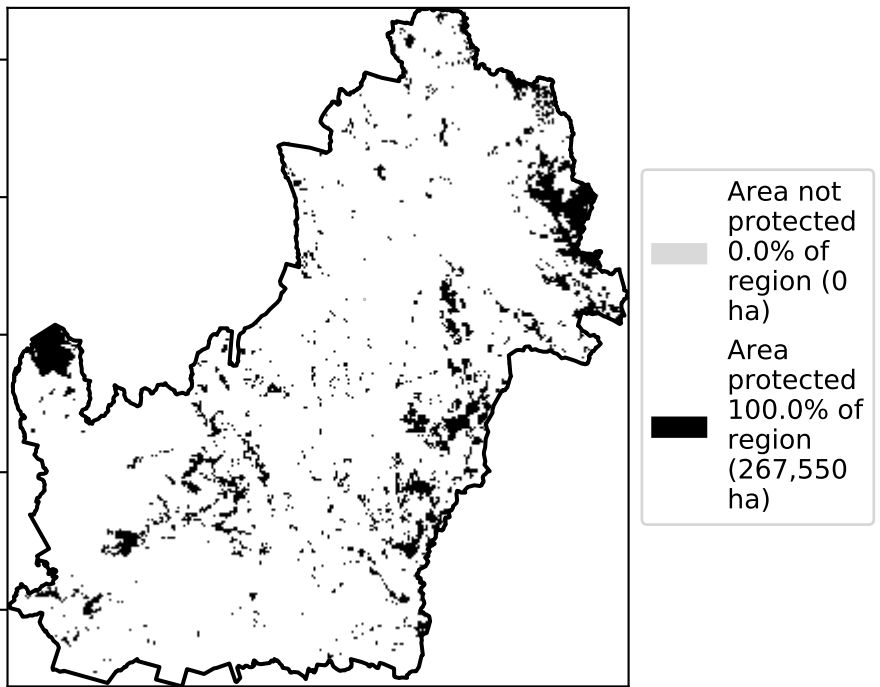 Area not
protected
0.0% of
region (0
ha)
Area
protected
100.0% of
region
(267,550
ha)